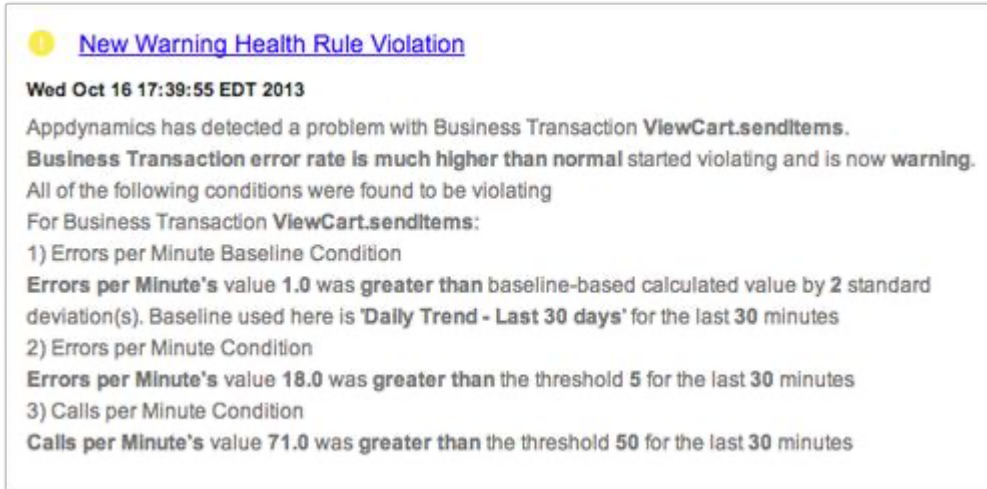 New Warning Health Rule Violation
Wed Oct 16 17:39:55 EDT 2013
Appdynamics has detected a problem with Business Transaction ViewCart.sendItems.
Business Transaction error rate is much higher than normal started violating and is now warning.
All of the following conditions were found to be violating
For Business Transaction ViewCart.sendItems:
1) Errors per Minute Baseline Condition
Errors per Minute's value 1.0 was greater than baseline-based calculated value by 2 standard
deviation(s). Baseline used here is 'Daily Trend - Last 30 days' for the last 30 minutes
2) Errors per Minute Condition
Errors per Minute's value 18.0 was greater than the threshold 5 for the last 30 minutes
3) Calls per Minute Condition
Calls per Minute's value 71.0 was greater than the threshold 50 for the last 30 minutes